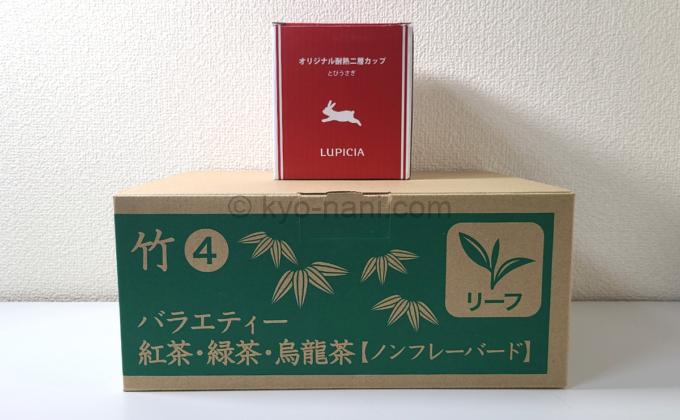 オリジナル耐熱二層カップ
とびうさぎ
LUPICIA
© kyo-nani.com
竹④
リーフ
バラエティー
紅茶・緑茶・烏龍茶【ノンフレーバード】